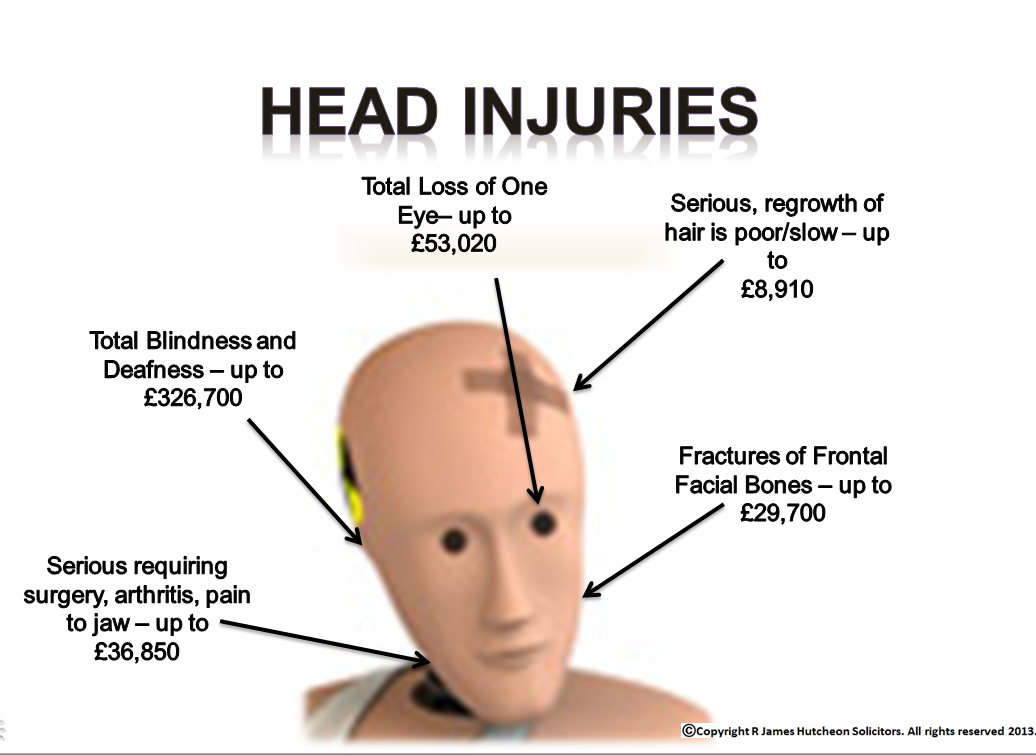 HEAD INJURIES
Total Loss of One
Eye– up to
£53,020
Serious, regrowth of
hair is poor/slow – up
to
£8,910
Total Blindness and
Deafness – up to
£326,700
Fractures of Frontal
Facial Bones – up to
£29,700
Serious requiring
surgery, arthritis, pain
to jaw – up to
£36,850
©Copyright R James Hutcheon Solicitors. All rights reserved 2013.